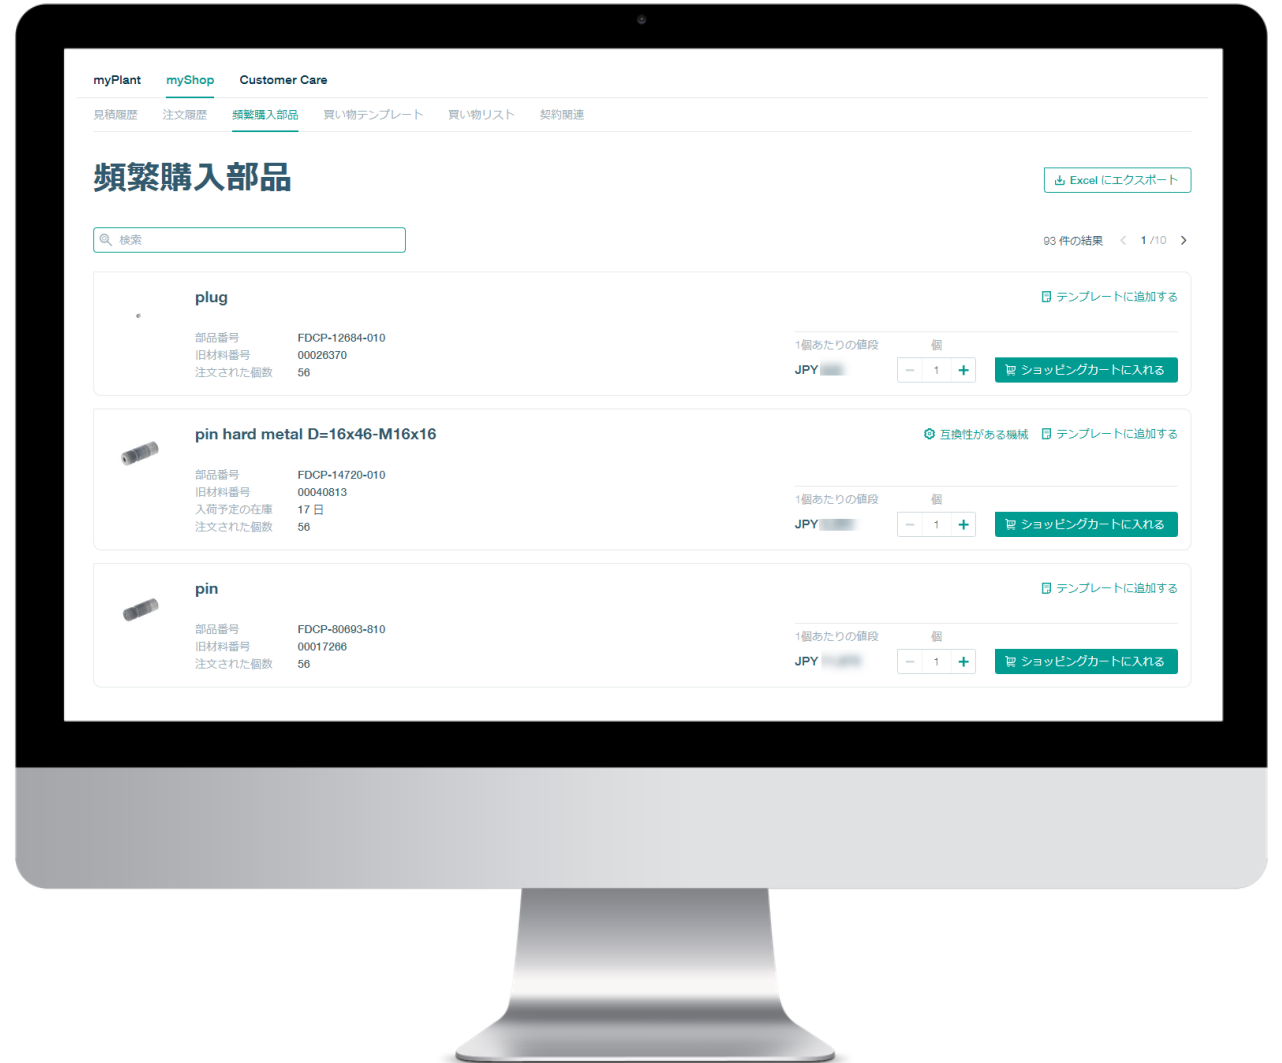 myPlant myShop Customer Care
見積履歴 注文履歴 頻繁購入部品 買い物テンプレート 買い物リスト 契約関連
頻繁購入部品
Excel にエクスポート
検索
93 件の結果 1 /10
plug
テンプレートに追加する
部品番号 FDCP-12684-010
旧材料番号 00026370
注文された個数 56
1個あたりの値段 個
JPY 1 ショッピングカートに入れる
pin hard metal D=16x46-M16x16
互換性がある機械 テンプレートに追加する
部品番号 FDCP-14720-010
旧材料番号 00040813
入荷予定の在庫 17 日
注文された個数 56
1個あたりの値段 個
JPY 1 ショッピングカートに入れる
pin
テンプレートに追加する
部品番号 FDCP-80693-810
旧材料番号 00017266
注文された個数 56
1個あたりの値段 個
JPY 1 ショッピングカートに入れる